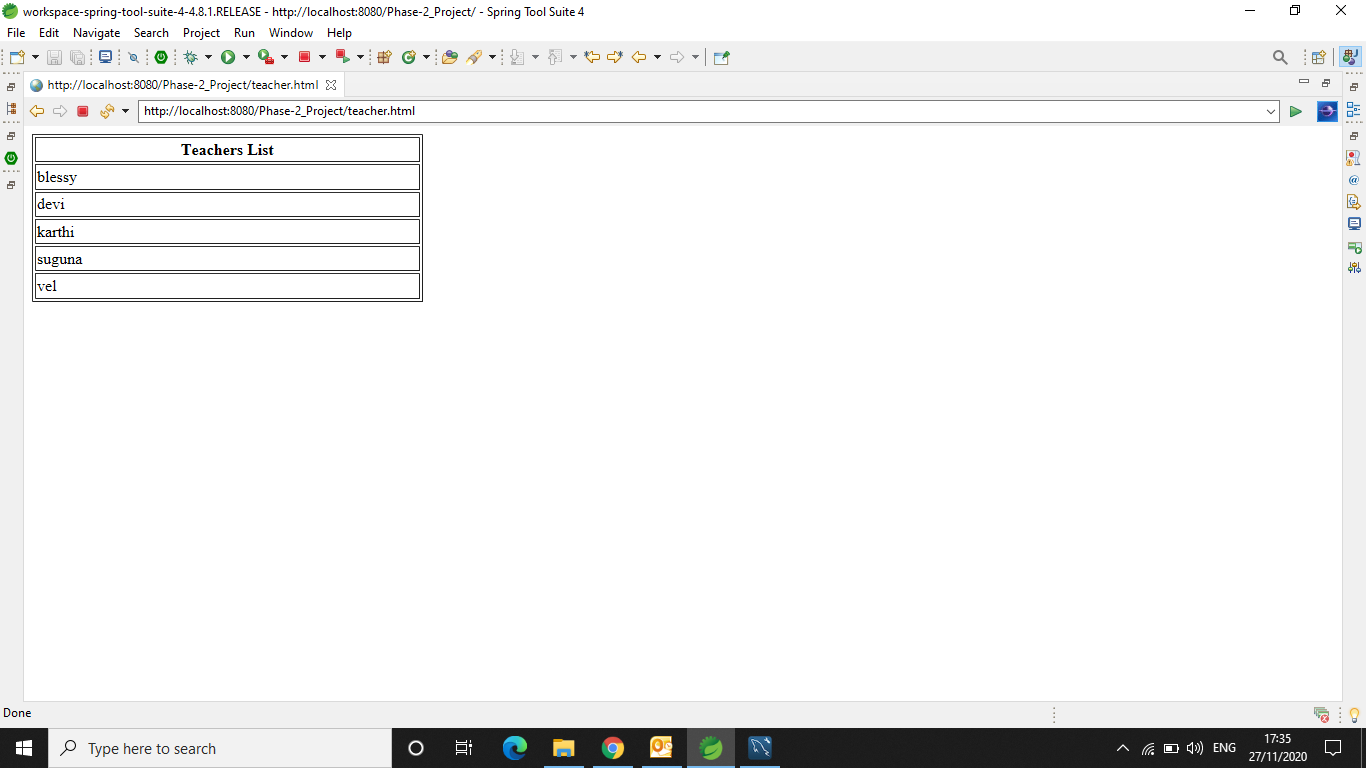 workspace-spring-tool-suite-4-4.8.1.RELEASE - http://localhost:8080/Phase-2_Project/ - Spring Tool Suite 4
File Edit Navigate Search Project Run Window Help
http://localhost:8080/Phase-2_Project/teacher.html
http://localhost:8080/Phase-2_Project/teacher.html
Teachers List
blessy
devi
karthi
suguna
vel
Done
Type here to search
ENG
17:35
27/11/2020